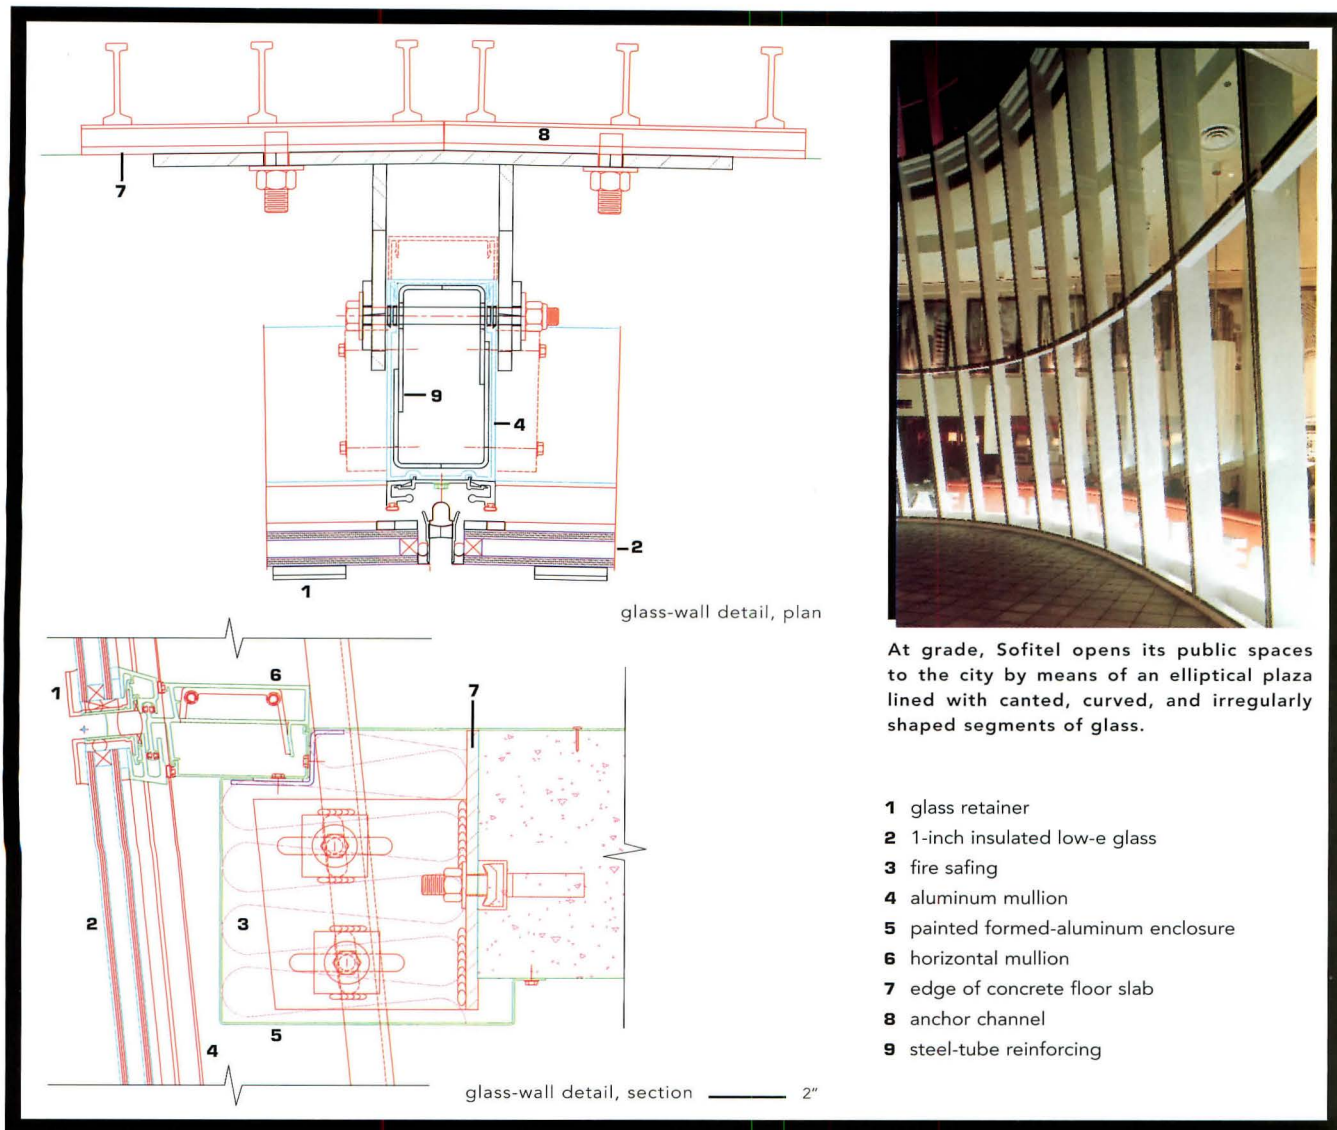 8
7
9
4
2
1
glass-wall detail, plan
1
6
7
2
3
5
4
glass-wall detail, section
2"
At grade, Sofitel opens its public spaces
to the city by means of an elliptical plaza
lined with canted, curved, and irregularly
shaped segments of glass.
1 glass retainer
2 1-inch insulated low-e glass
3 fire safing
4 aluminum mullion
5 painted formed-aluminum enclosure
6 horizontal mullion
7 edge of concrete floor slab
8 anchor channel
9 steel-tube reinforcing